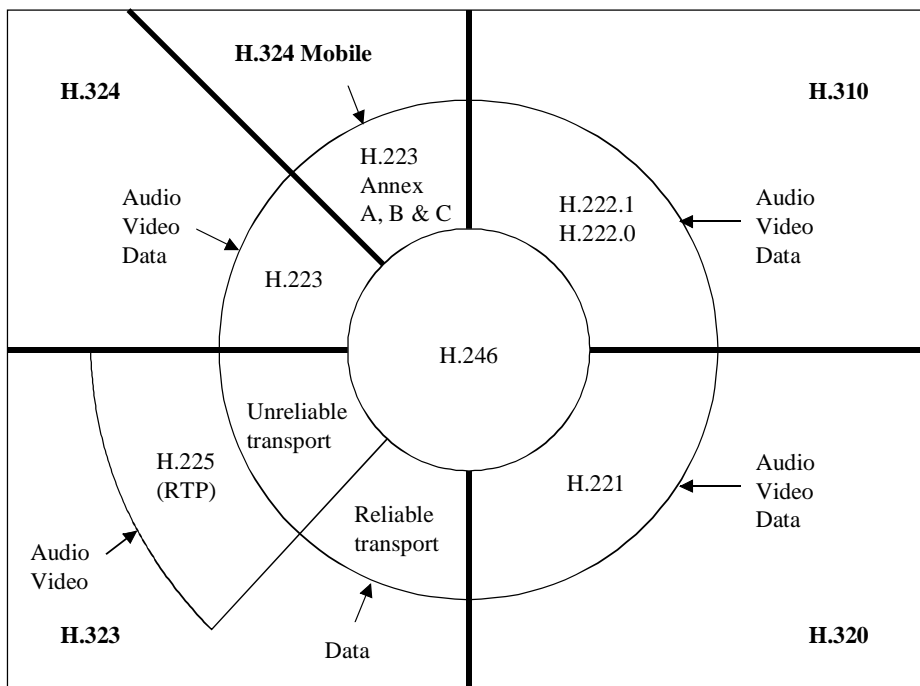 H.324 Mobile
H.324
H.310
H.223
Annex
A, B & C
Audio
Video
Data
H.222.1
H.222.0
Audio
Video
Data
H.223
H.246
Unreliable
transport
H.225
(RTP)
H.221
Audio
Video
Data
Reliable
transport
Audio
Video
H.323
Data
H.320